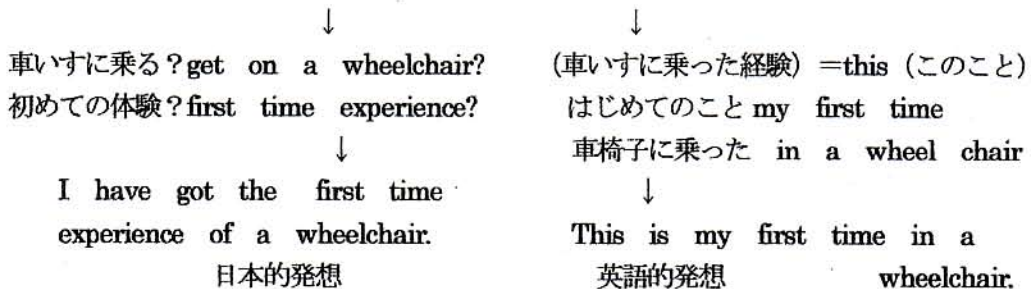 ↓
車いすに乗る？get on a wheelchair?
初めての体験？first time experience?
↓
I have got the first time
experience of a wheelchair.
日本的発想
↓
(車いすに乗った経験) =this (このこと)
はじめてのこと my first time
車椅子に乗った in a wheel chair
↓
This is my first time in a
英語的発想 wheelchair.